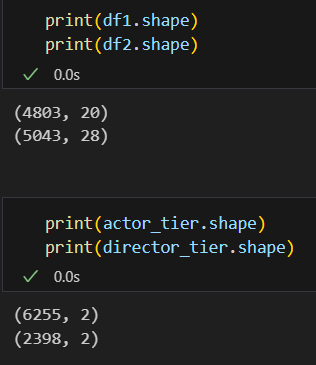 print(df1.shape)
print(df2.shape)
0.0s
(4803, 20)
(5043, 28)
print(actor_tier.shape)
print(director_tier.shape)
0.0s
(6255, 2)
(2398, 2)